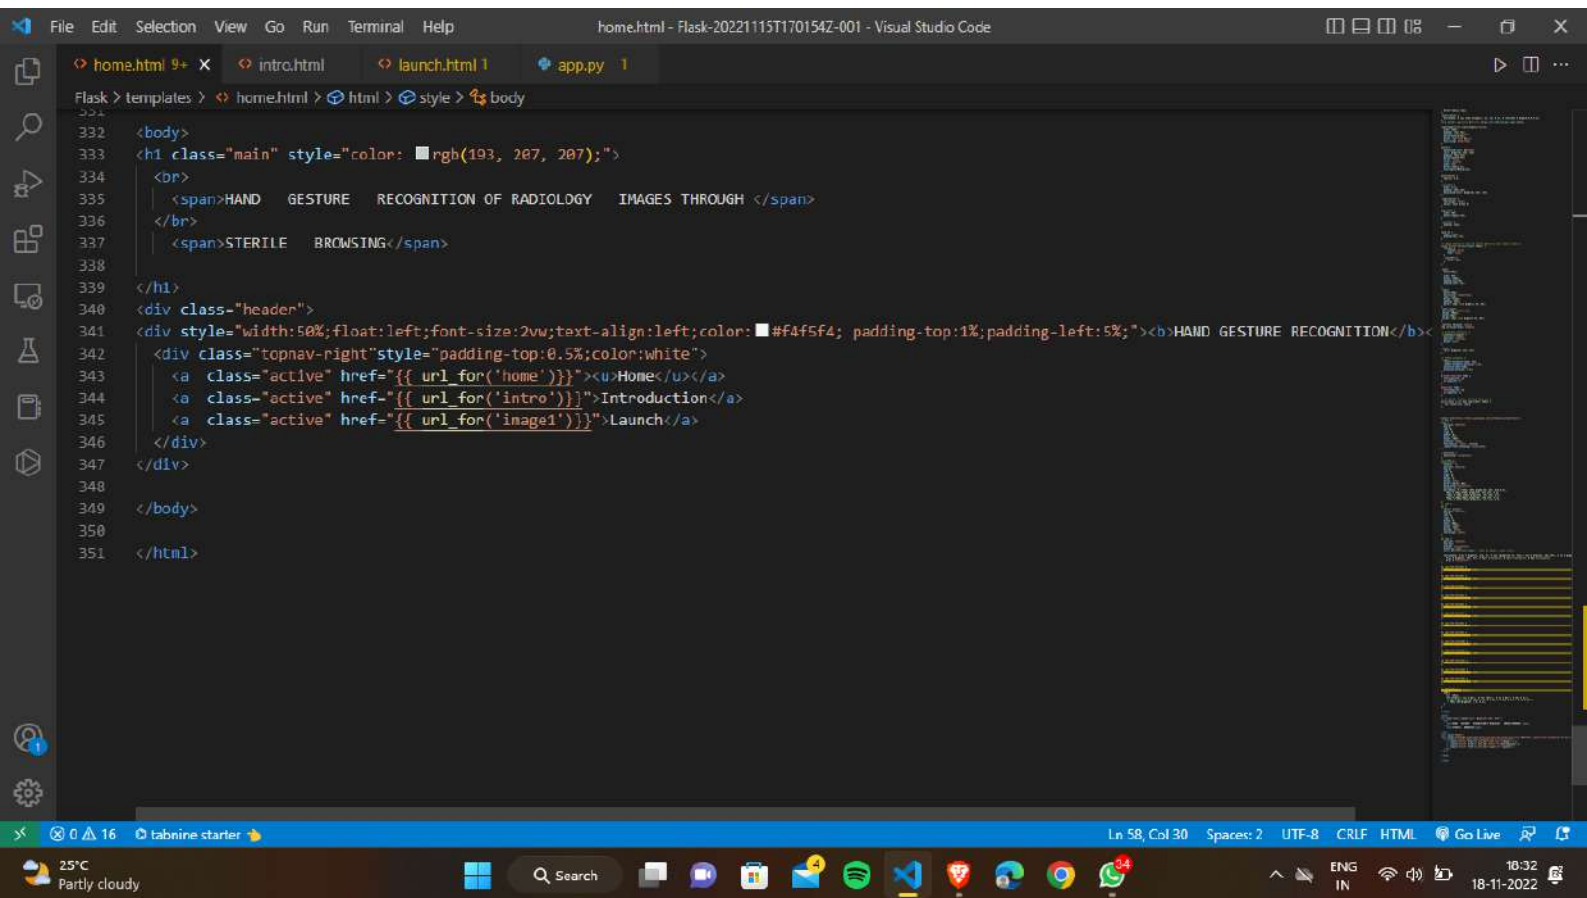 File Edit Selection View Go Run Terminal Help home.html - Flask-20221115T170154Z-001 - Visual Studio Code
home.html 9+ intro.html launch.html 1 app.py 1
Flask > templates > home.html > html > style > body
331
332 <body>
333 <h1 class="main" style="color: rgb(193, 207, 207);">
334 <br>
335 <span>HAND GESTURE RECOGNITION OF RADIOLOGY IMAGES THROUGH </span>
336 </br>
337 <span>STERILE BROWSING</span>
338
339 </h1>
340 <div class="header">
341 <div style="width:50%;float:left;font-size:2vw;text-align:left;color: #f4f5f4; padding-top:1%;padding-left:5%;"><b>HAND GESTURE RECOGNITION</b><
342 <div class="topnav-right"style="padding-top:0.5%;color:white">
343 <a class="active" href="{{ url_for('home')}}"><u>Home</u></a>
344 <a class="active" href="{{ url_for('intro')}}">Introduction</a>
345 <a class="active" href="{{ url_for('image1')}}">Launch</a>
346 </div>
347 </div>
348
349 </body>
350
351 </html>
0 16 tabnine starter Ln 58, Col 30 Spaces: 2 UTF-8 CRLF HTML Go Live
25°C
Partly cloudy
Search
4
34
ENG
IN
18:32
18-11-2022